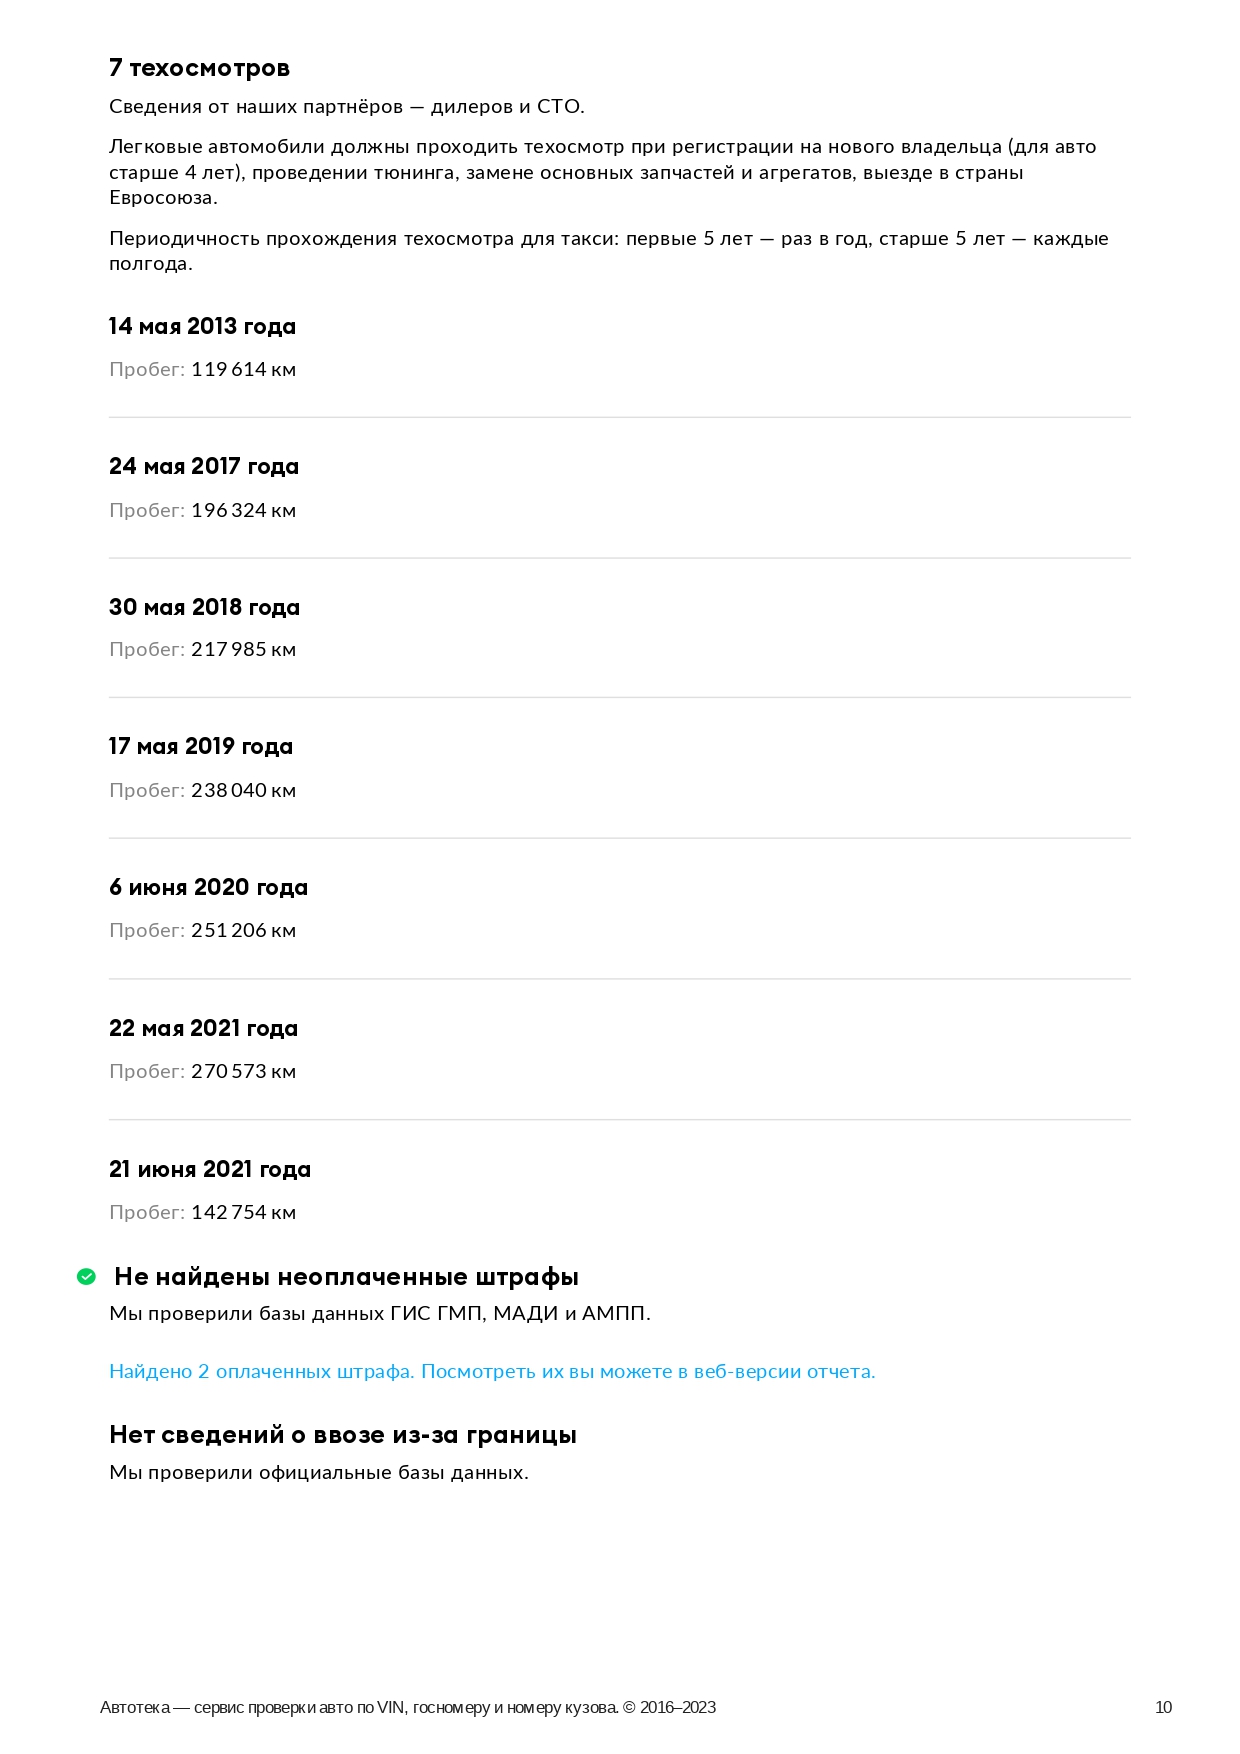 7 техосмотров
Сведения от наших партнёров — дилеров и СТО.
Легковые автомобили должны проходить техосмотр при регистрации на нового владельца (для авто
старше 4 лет), проведении тюнинга, замене основных запчастей и агрегатов, выезде в страны
Евросоюза.
Периодичность прохождения техосмотра для такси: первые 5 лет — раз в год, старше 5 лет — каждые
полгода.
14 мая 2013 года
Пробег: 119 614 км
24 мая 2017 года
Пробег: 196 324 км
30 мая 2018 года
Пробег: 217 985 км
17 мая 2019 года
Пробег: 238 040 км
6 июня 2020 года
Пробег: 251 206 км
22 мая 2021 года
Пробег: 270 573 км
21 июня 2021 года
Пробег: 142 754 км
Не найдены неоплаченные штрафы
Мы проверили базы данных ГИС ГМП, МАДИ и АМПП.
Найдено 2 оплаченных штрафа. Посмотреть их вы можете в веб-версии отчета.
Нет сведений о ввозе из-за границы
Мы проверили официальные базы данных.
Автотека — сервис проверки авто по VIN, госномеру и номеру кузова. © 2016–2023 10